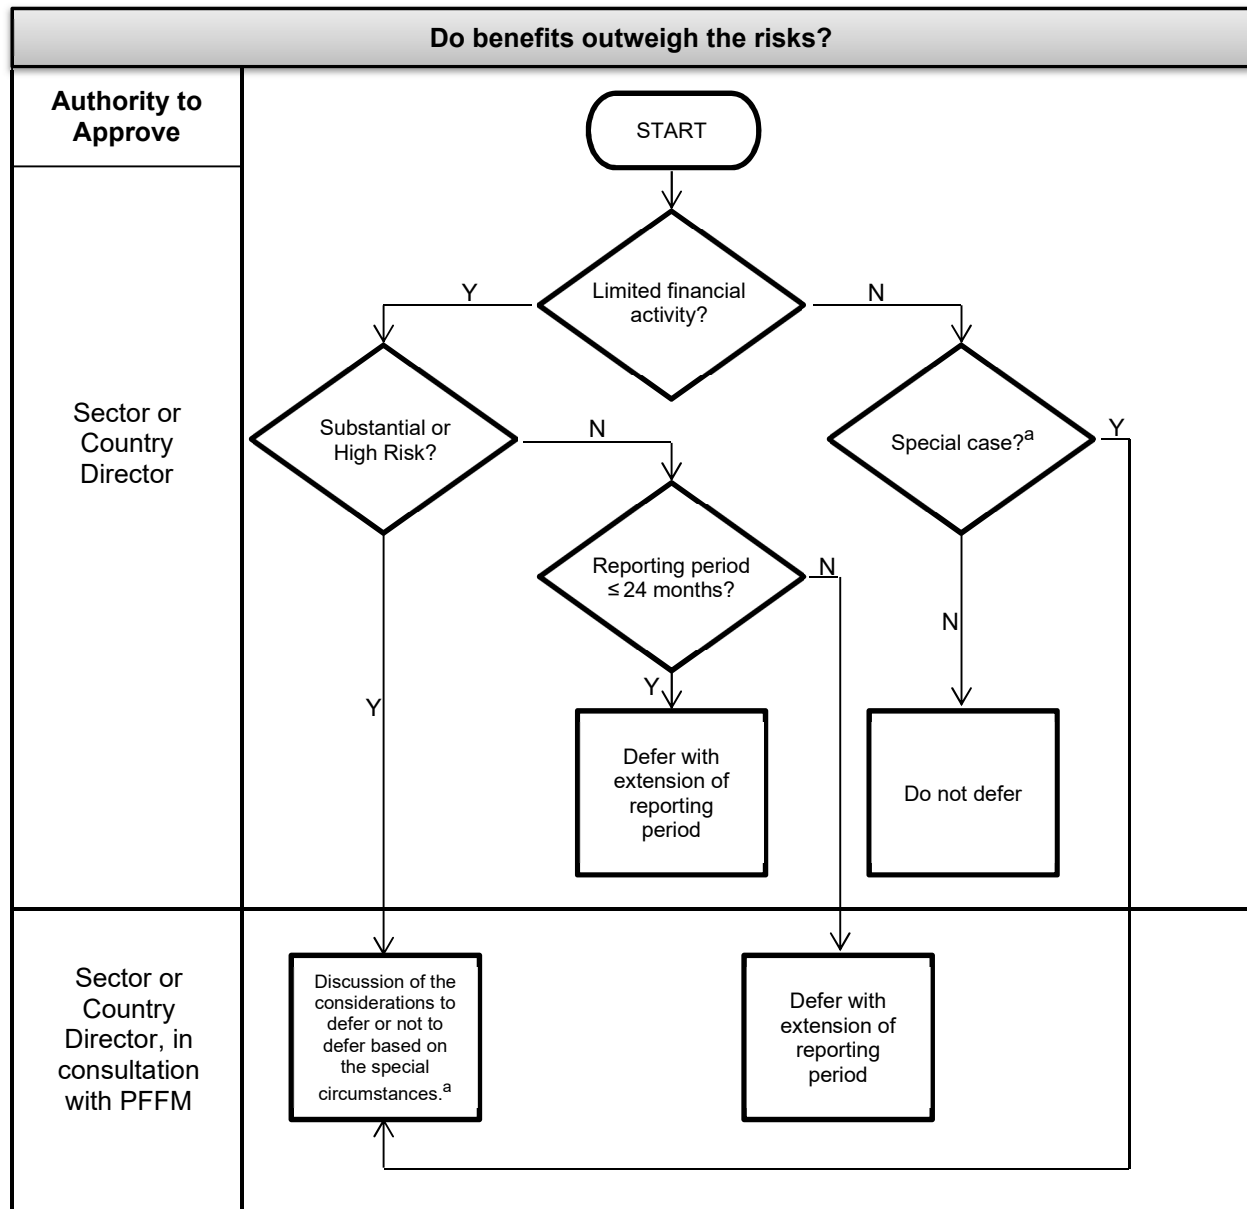 Do benefits outweigh the risks?
Authority to
Approve
START
Limited financial
activity?
Y
N
Sector or
Country
Director
Substantial or
High Risk?
N
Special case?a
Y
Reporting period
≤ 24 months?
N
Y
Y
N
Defer with
extension of
reporting
period
Do not defer
Sector or
Country
Director, in
consultation
with PFFM
Discussion of the
considerations to
defer or not to
defer based on
the special
circumstances.a
Defer with
extension of
reporting
period